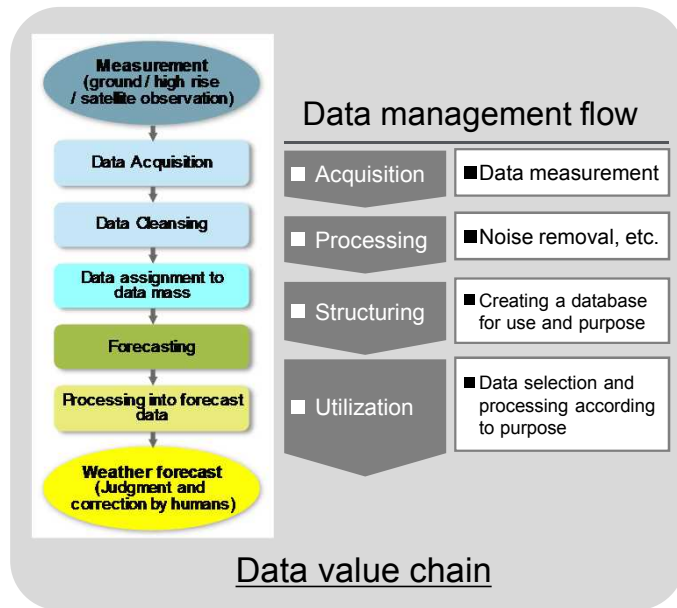 Measurement
(ground / high rise
/ satellite observation)
Data Acquisition
Data Cleansing
Data assignment to
data mass
Forecasting
Processing into forecast
data
Weather forecast
(Judgment and
correction by humans)
Data management flow
Acquisition
■Data measurement
Processing
■Noise removal, etc.
Structuring
■Creating a database
for use and purpose
Utilization
■Data selection and
processing according
to purpose
Data value chain